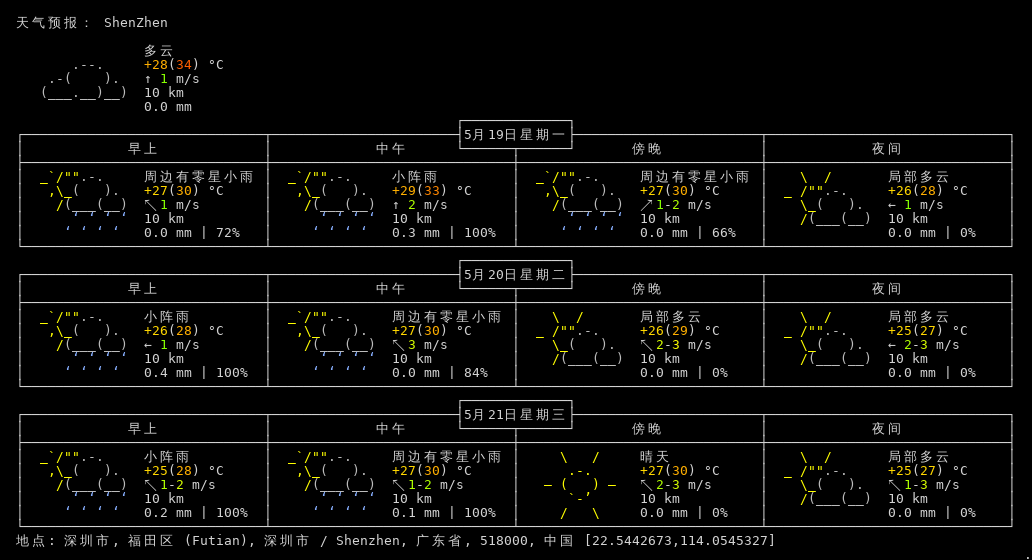 天气预报： ShenZhen
多云
+28(34) °C
↑ 1 m/s
10 km
0.0 mm
5月19日星期一
早上 中午 傍晚 夜间
周边有零星小雨 小阵雨 周边有零星小雨 局部多云
+27(30) °C +29(33) °C +27(30) °C +26(28) °C
↖ 1 m/s ↑ 2 m/s ↗ 1-2 m/s ← 1 m/s
10 km 10 km 10 km 10 km
0.0 mm | 72% 0.3 mm | 100% 0.0 mm | 66% 0.0 mm | 0%
5月20日星期二
早上 中午 傍晚 夜间
小阵雨 周边有零星小雨 局部多云 局部多云
+26(28) °C +27(30) °C +26(29) °C +25(27) °C
← 1 m/s ↖ 3 m/s ↖ 2-3 m/s ← 2-3 m/s
10 km 10 km 10 km 10 km
0.4 mm | 100% 0.0 mm | 84% 0.0 mm | 0% 0.0 mm | 0%
5月21日星期三
早上 中午 傍晚 夜间
小阵雨 周边有零星小雨 晴天 局部多云
+25(28) °C +27(30) °C +27(30) °C +25(27) °C
↖ 1-2 m/s ↖ 1-2 m/s ↖ 2-3 m/s ↖ 1-3 m/s
10 km 10 km 10 km 10 km
0.2 mm | 100% 0.1 mm | 100% 0.0 mm | 0% 0.0 mm | 0%
地点: 深圳市, 福田区 (Futian), 深圳市 / Shenzhen, 广东省, 518000, 中国 [22.5442673,114.0545327]